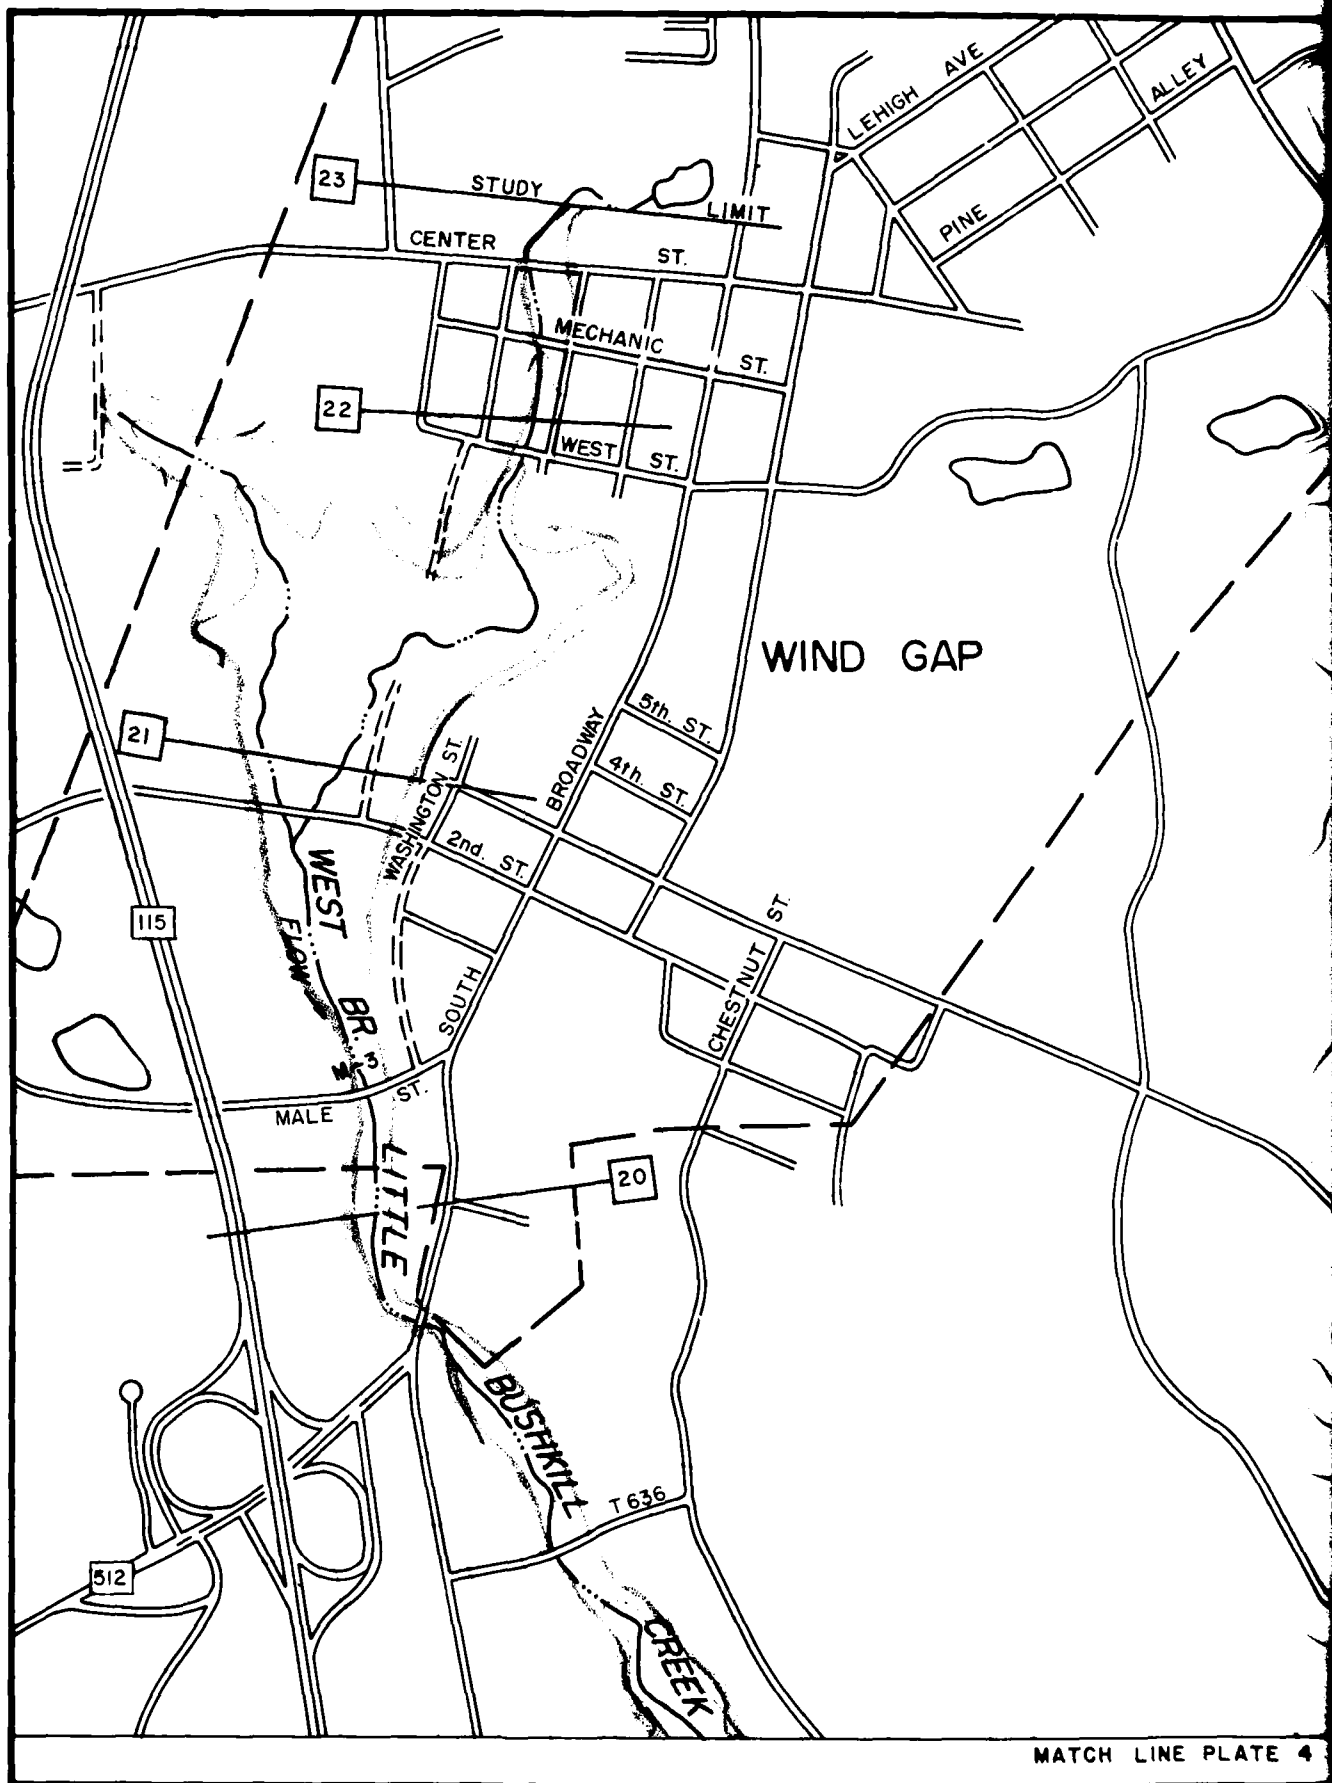 LEHIGH AVE
ALLEY
23
STUDY LIMIT
PINE
CENTER ST.
MECHANIC ST.
22
WEST ST.
WIND GAP
21
5th. ST.
BROADWAY
4th. ST.
WASHINGTON ST.
2nd. ST.
WEST
115
FLOW
CHESTNUT ST.
SOUTH
BR.
M-3
MALE ST.
LITTLE
20
BUSHKILL
T 636
512
CREEK
MATCH LINE PLATE 4